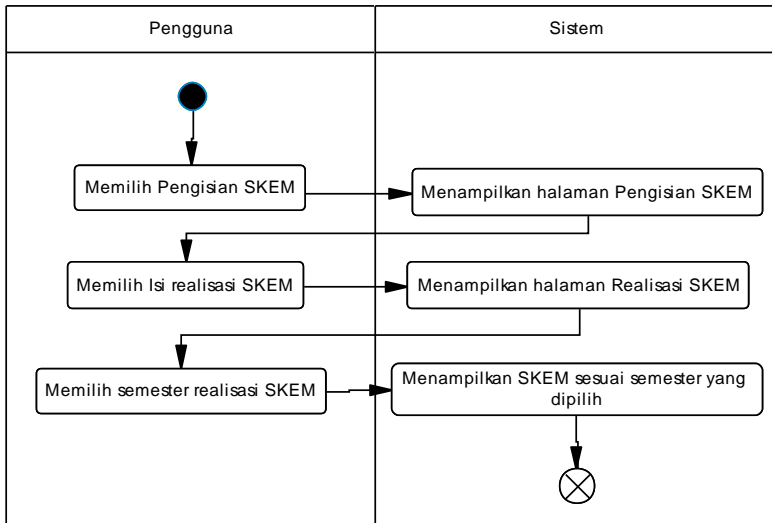 Pengguna
Sistem
Memilih Pengisian SKEM
Menampilkan halaman Pengisian SKEM
Memilih Isi realisasi SKEM
Menampilkan halaman Realisasi SKEM
Memilih semester realisasi SKEM
Menampilkan SKEM sesuai semester yang
dipilih